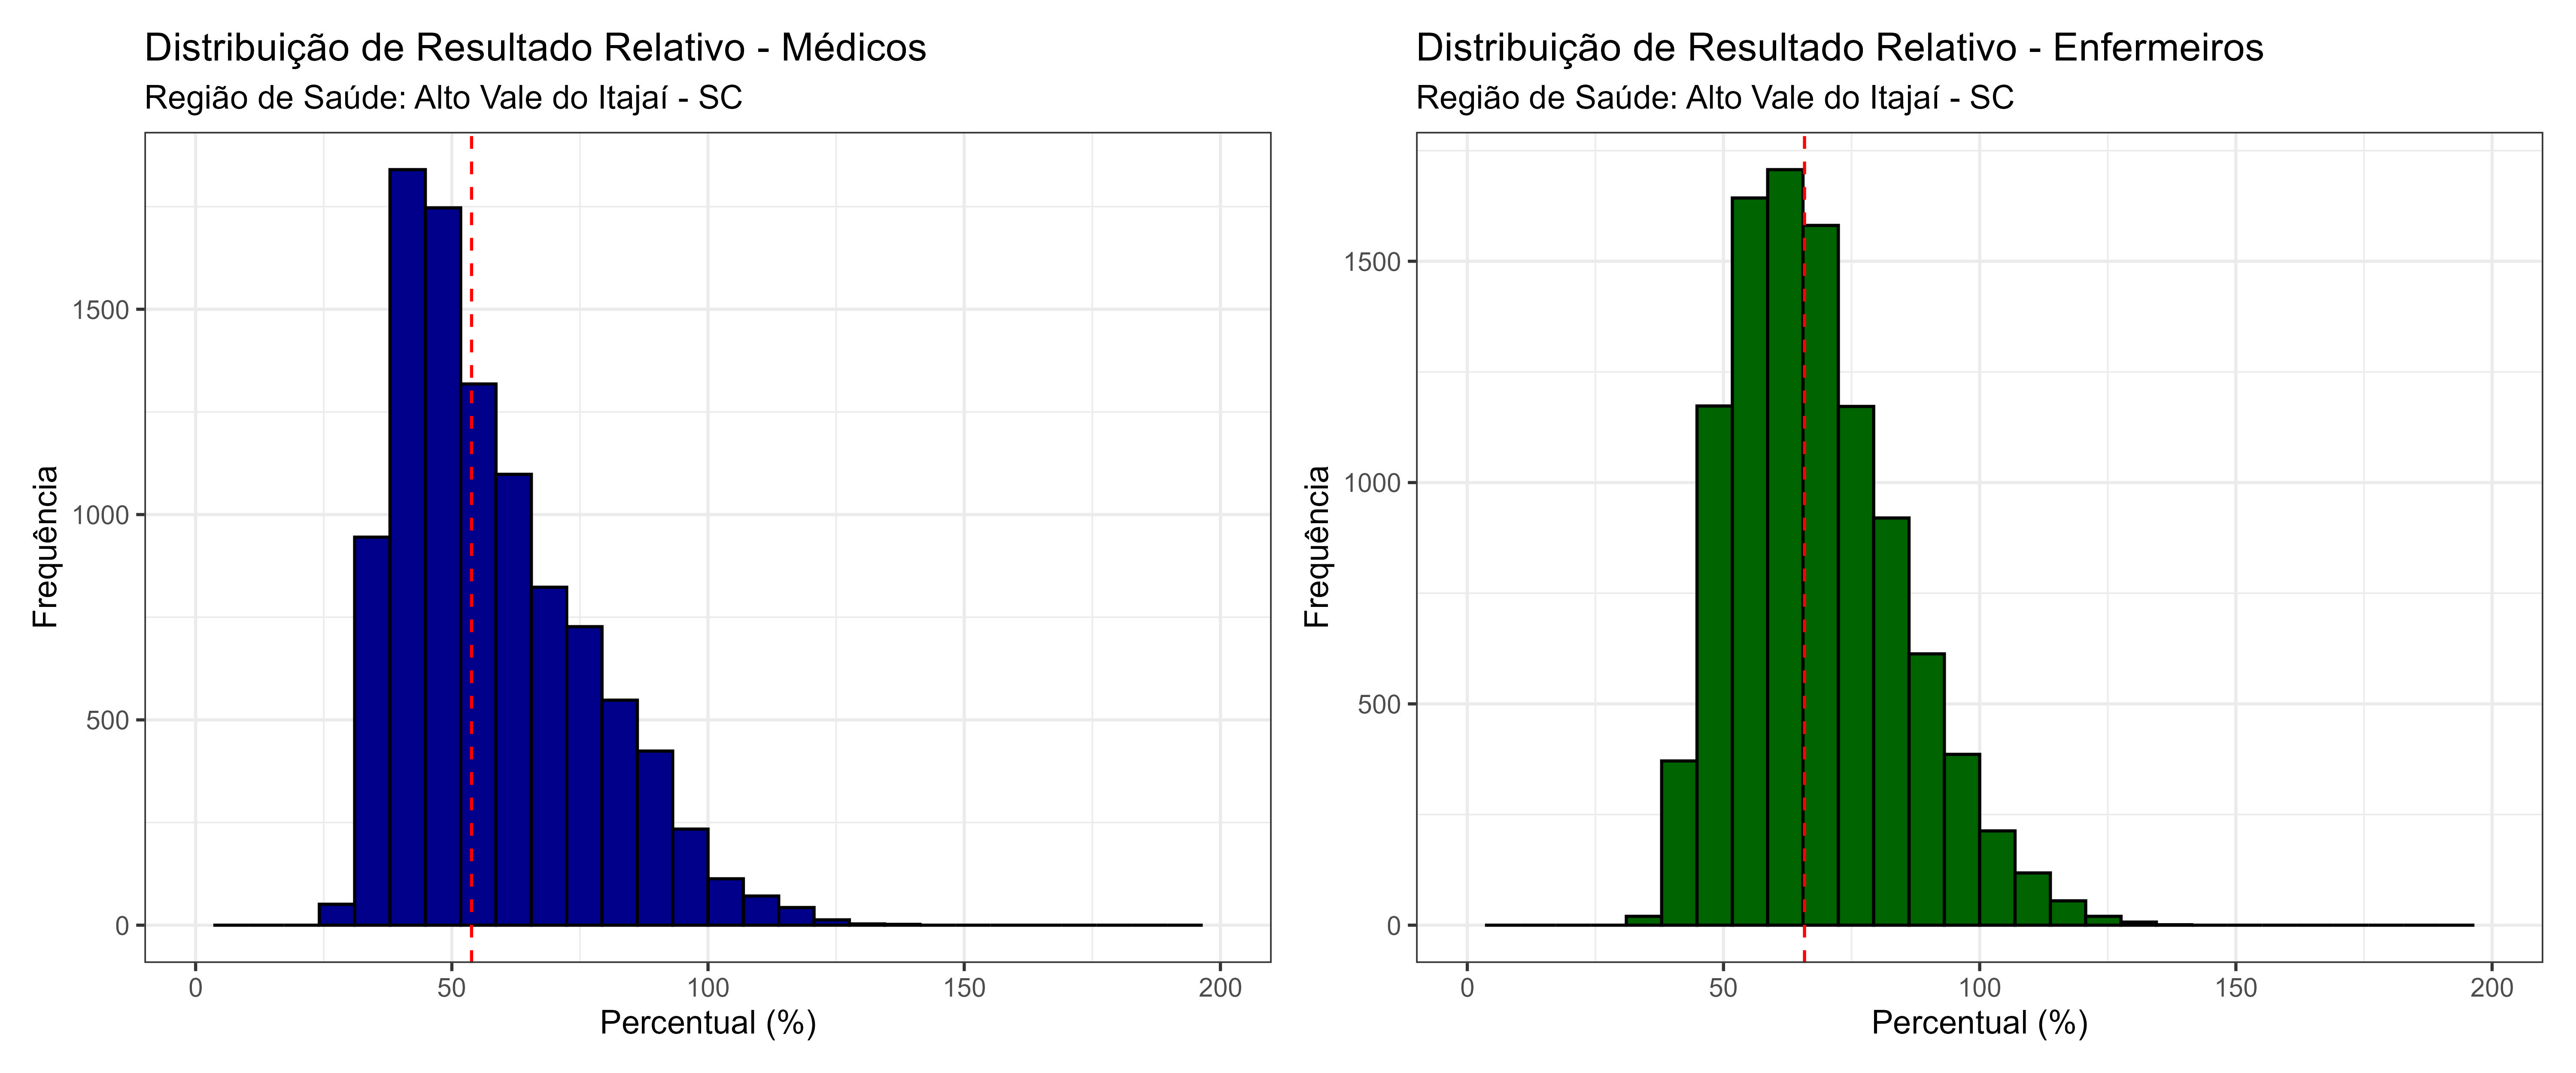 Distribuição de Resultado Relativo - Médicos
Região de Saúde: Alto Vale do Itajaí - SC
Frequência
1500
1000
500
0
0 50 100 150 200
Percentual (%)
Distribuição de Resultado Relativo - Enfermeiros
Região de Saúde: Alto Vale do Itajaí - SC
Frequência
1500
1000
500
0
0 50 100 150 200
Percentual (%)